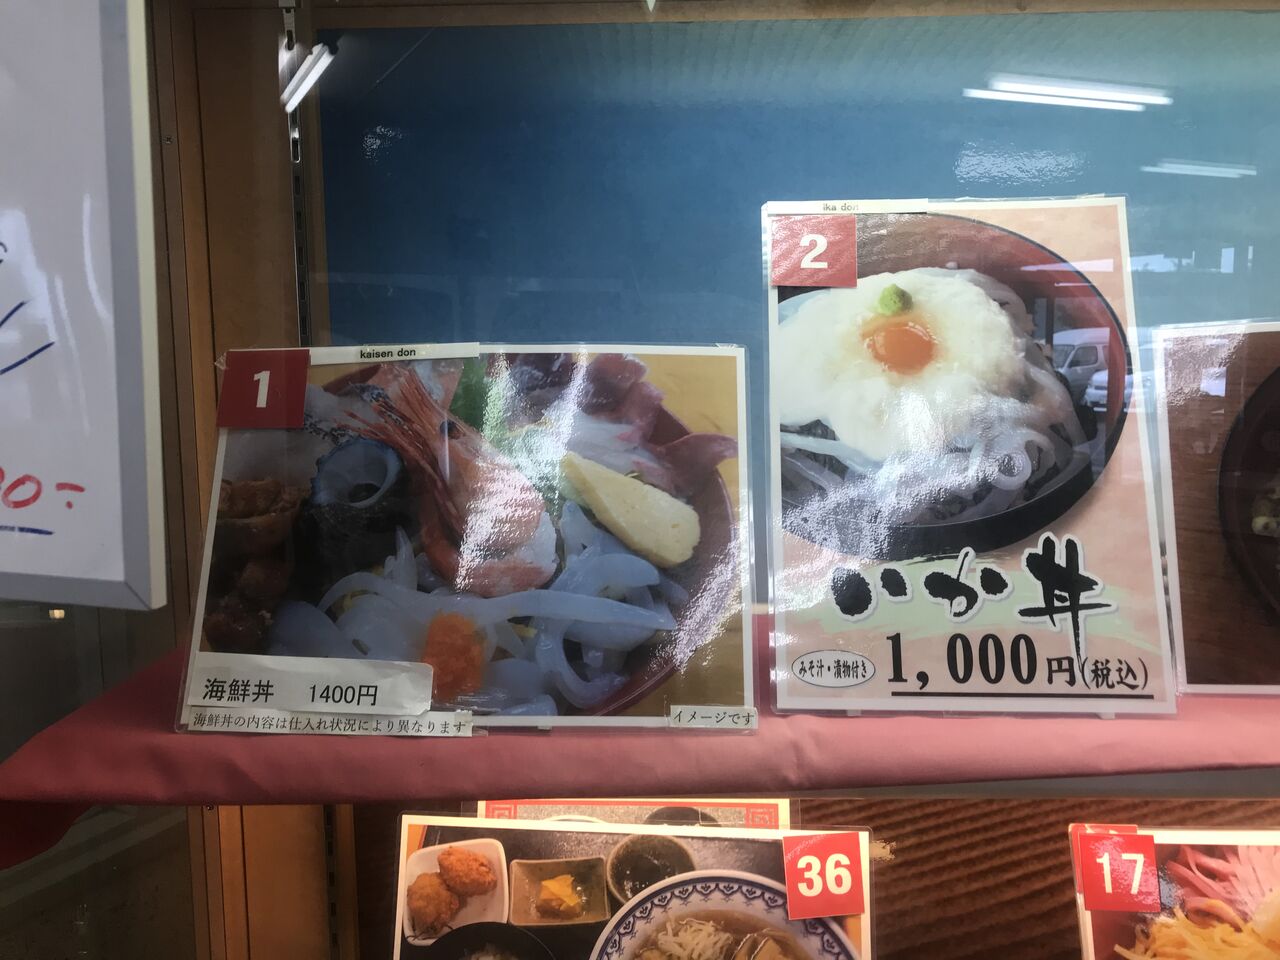 1
kaisen don
海鮮丼 1400円
海鮮丼の内容は仕入れ状況により異なります
イメージです
2
ika don
いか丼
みそ汁・漬物付き
1,000円(税込)
36
17